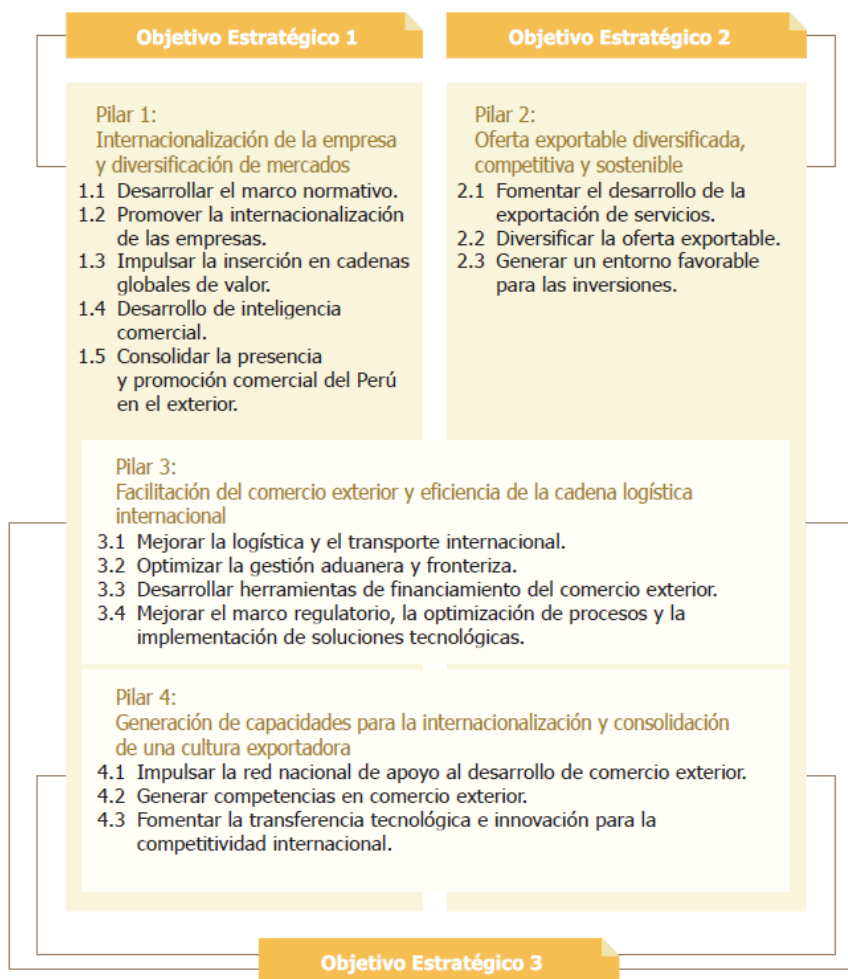 Objetivo Estratégico 1
Objetivo Estratégico 2
Pilar 1:
Internacionalización de la empresa
y diversificación de mercados
1.1 Desarrollar el marco normativo.
1.2 Promover la internacionalización
de las empresas.
1.3 Impulsar la inserción en cadenas
globales de valor.
1.4 Desarrollo de inteligencia
comercial.
1.5 Consolidar la presencia
y promoción comercial del Perú
en el exterior.
Pilar 2:
Oferta exportable diversificada,
competitiva y sostenible
2.1 Fomentar el desarrollo de la
exportación de servicios.
2.2 Diversificar la oferta exportable.
2.3 Generar un entorno favorable
para las inversiones.
Pilar 3:
Facilitación del comercio exterior y eficiencia de la cadena logística
internacional
3.1 Mejorar la logística y el transporte internacional.
3.2 Optimizar la gestión aduanera y fronteriza.
3.3 Desarrollar herramientas de financiamiento del comercio exterior.
3.4 Mejorar el marco regulatorio, la optimización de procesos y la
implementación de soluciones tecnológicas.
Pilar 4:
Generación de capacidades para la internacionalización y consolidación
de una cultura exportadora
4.1 Impulsar la red nacional de apoyo al desarrollo de comercio exterior.
4.2 Generar competencias en comercio exterior.
4.3 Fomentar la transferencia tecnológica e innovación para la
competitividad internacional.
Objetivo Estratégico 3